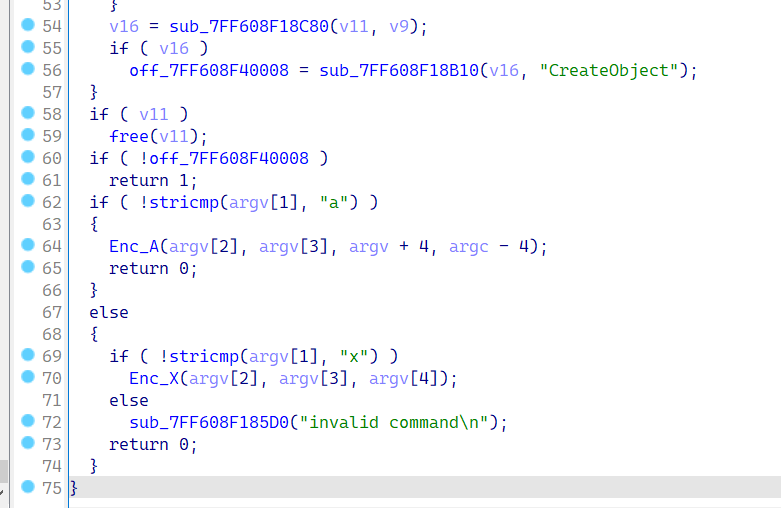 53 }
54 v16 = sub_7FF608F18C80(v11, v9);
55 if ( v16 )
56 off_7FF608F40008 = sub_7FF608F18B10(v16, "CreateObject");
57 }
58 if ( v11 )
59 free(v11);
60 if ( !off_7FF608F40008 )
61 return 1;
62 if ( !stricmp(argv[1], "a") )
63 {
64 Enc_A(argv[2], argv[3], argv + 4, argc - 4);
65 return 0;
66 }
67 else
68 {
69 if ( !stricmp(argv[1], "x") )
70 Enc_X(argv[2], argv[3], argv[4]);
71 else
72 sub_7FF608F185D0("invalid command\n");
73 return 0;
74 }
75 }